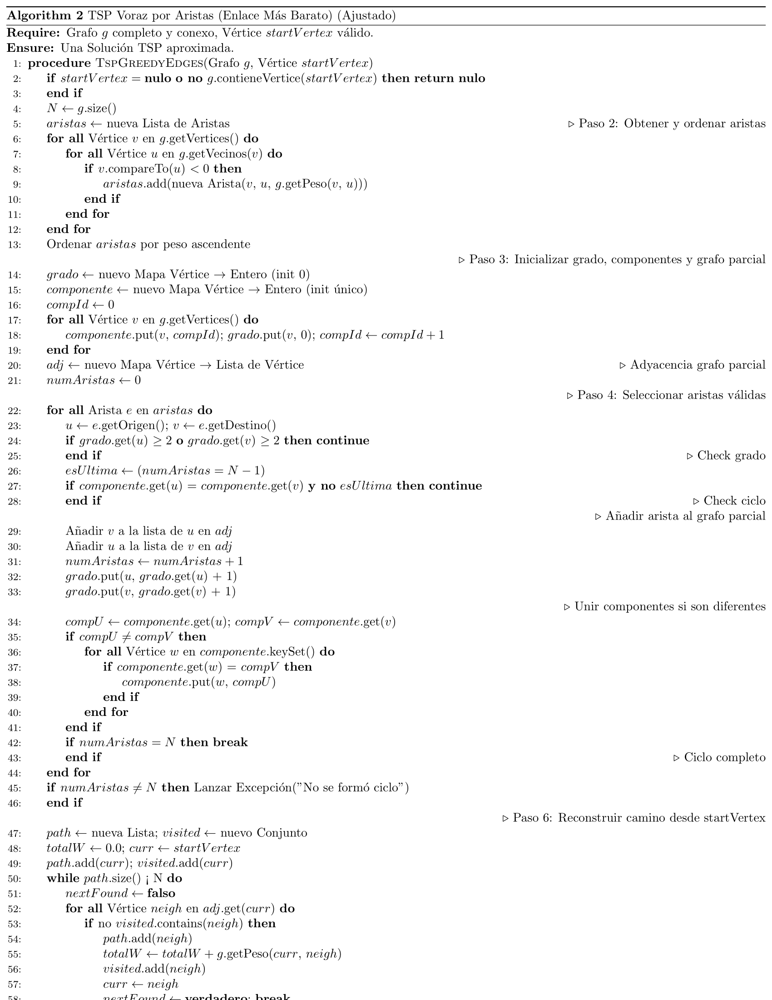 Algorithm 2 TSP Voraz por Aristas (Enlace Más Barato) (Ajustado)
Require: Grafo g completo y conexo, Vértice startVertex válido.
Ensure: Una Solución TSP aproximada.
1: procedure TspGreedyEdges(Grafo g, Vértice startVertex)
2: if startVertex = nulo o no g.contieneVertice(startVertex) then return nulo
3: end if
4: N ← g.size()
5: aristas ← nueva Lista de Aristas ▷ Paso 2: Obtener y ordenar aristas
6: for all Vértice v en g.getVertices() do
7: for all Vértice u en g.getVecinos(v) do
8: if v.compareTo(u) < 0 then
9: aristas.add(nueva Arista(v, u, g.getPeso(v, u)))
10: end if
11: end for
12: end for
13: Ordenar aristas por peso ascendente
▷ Paso 3: Inicializar grado, componentes y grafo parcial
14: grado ← nuevo Mapa Vértice → Entero (init 0)
15: componente ← nuevo Mapa Vértice → Entero (init único)
16: compId ← 0
17: for all Vértice v en g.getVertices() do
18: componente.put(v, compId); grado.put(v, 0); compId ← compId + 1
19: end for
20: adj ← nuevo Mapa Vértice → Lista de Vértice ▷ Adyacencia grafo parcial
21: numAristas ← 0
▷ Paso 4: Seleccionar aristas válidas
22: for all Arista e en aristas do
23: u ← e.getOrigen(); v ← e.getDestino()
24: if grado.get(u) ≥ 2 o grado.get(v) ≥ 2 then continue
25: end if ▷ Check grado
26: esUltima ← (numAristas = N − 1)
27: if componente.get(u) = componente.get(v) y no esUltima then continue
28: end if ▷ Check ciclo
▷ Añadir arista al grafo parcial
29: Añadir v a la lista de u en adj
30: Añadir u a la lista de v en adj
31: numAristas ← numAristas + 1
32: grado.put(u, grado.get(u) + 1)
33: grado.put(v, grado.get(v) + 1)
▷ Unir componentes si son diferentes
34: compU ← componente.get(u); compV ← componente.get(v)
35: if compU ≠ compV then
36: for all Vértice w en componente.keySet() do
37: if componente.get(w) = compV then
38: componente.put(w, compU)
39: end if
40: end for
41: end if
42: if numAristas = N then break
43: end if ▷ Ciclo completo
44: end for
45: if numAristas ≠ N then Lanzar Excepción(”No se formó ciclo”)
46: end if
▷ Paso 6: Reconstruir camino desde startVertex
47: path ← nueva Lista; visited ← nuevo Conjunto
48: totalW ← 0.0; curr ← startVertex
49: path.add(curr); visited.add(curr)
50: while path.size() ¡ N do
51: nextFound ← falso
52: for all Vértice neigh en adj.get(curr) do
53: if no visited.contains(neigh) then
54: path.add(neigh)
55: totalW ← totalW + g.getPeso(curr, neigh)
56: visited.add(neigh)
57: curr ← neigh
58: nextFound ← verdadero; break